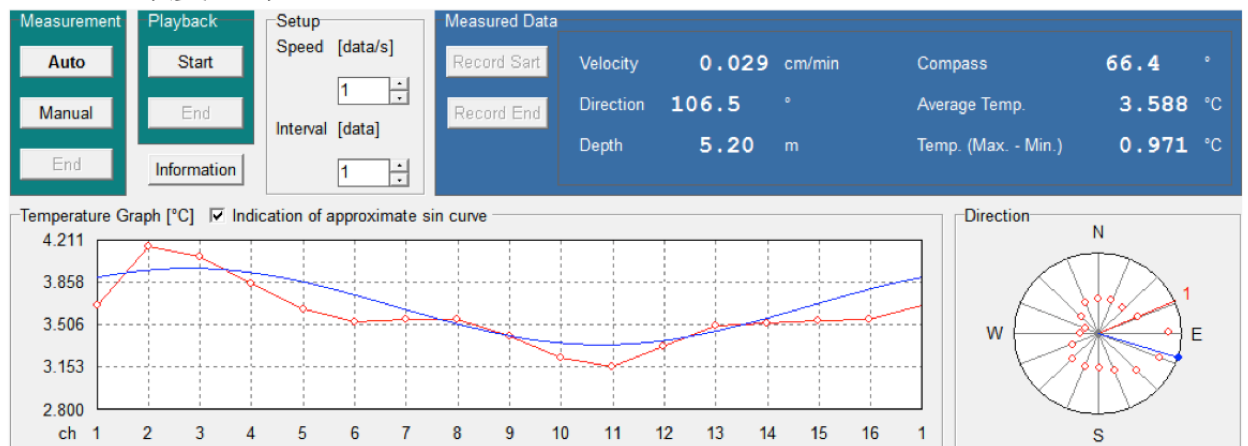 Measurement
Auto
Manual
End
Playback
Start
End
Information
Setup
Speed [data/s]
1
Interval [data]
1
Measured Data
Record Sart
Record End
Velocity 0.029 cm/min
Direction 106.5 °
Depth 5.20 m
Compass 66.4 °
Average Temp. 3.588 °C
Temp. (Max. - Min.) 0.971 °C
Temperature Graph [°C] Indication of approximate sin curve
4.211
3.858
3.506
3.153
2.800
ch 1 2 3 4 5 6 7 8 9 10 11 12 13 14 15 16 1
Direction
N
1
W E
S